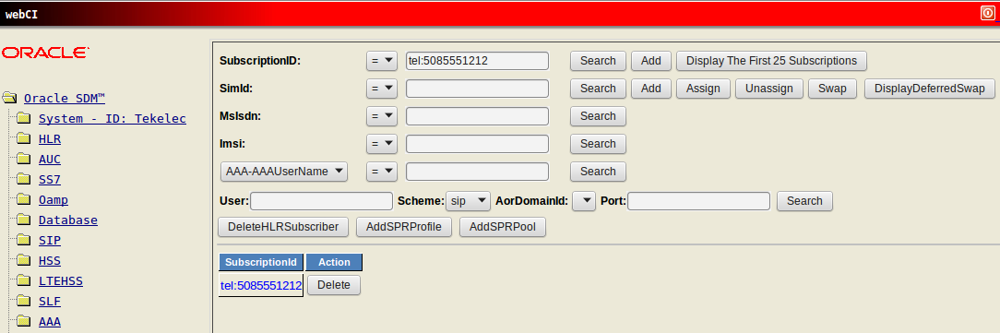 webCI
ORACLE
Oracle SDM™
System - ID: Tekelec
HLR
AUC
SS7
Oamp
Database
SIP
HSS
LTEHSS
SLF
AAA
SubscriptionID: = tel:5085551212 Search Add Display The First 25 Subscriptions
SimId: = Search Add Assign Unassign Swap DisplayDeferredSwap
MsIsdn: = Search
Imsi: = Search
AAA-AAAUserName = Search
User: Scheme: sip AorDomainId: Port: Search
DeleteHLRSubscriber AddSPRProfile AddSPRPool
SubscriptionId Action
tel:5085551212 Delete